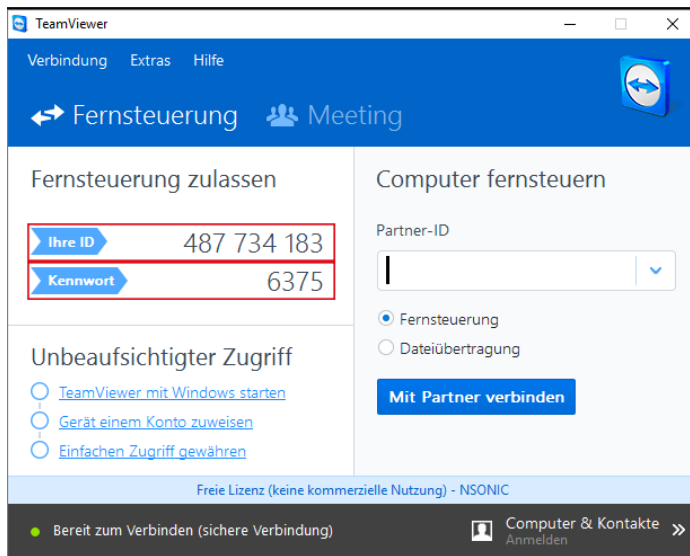 TeamViewer
Verbindung Extras Hilfe
Fernsteuerung Meeting
Fernsteuerung zulassen
Ihre ID 487 734 183
Kennwort 6375
Unbeaufsichtigter Zugriff
TeamViewer mit Windows starten
Gerät einem Konto zuweisen
Einfachen Zugriff gewähren
Computer fernsteuern
Partner-ID
Fernsteuerung
Dateiübertragung
Mit Partner verbinden
Freie Lizenz (keine kommerzielle Nutzung) - NSONIC
Bereit zum Verbinden (sichere Verbindung)
Computer & Kontakte
Anmelden